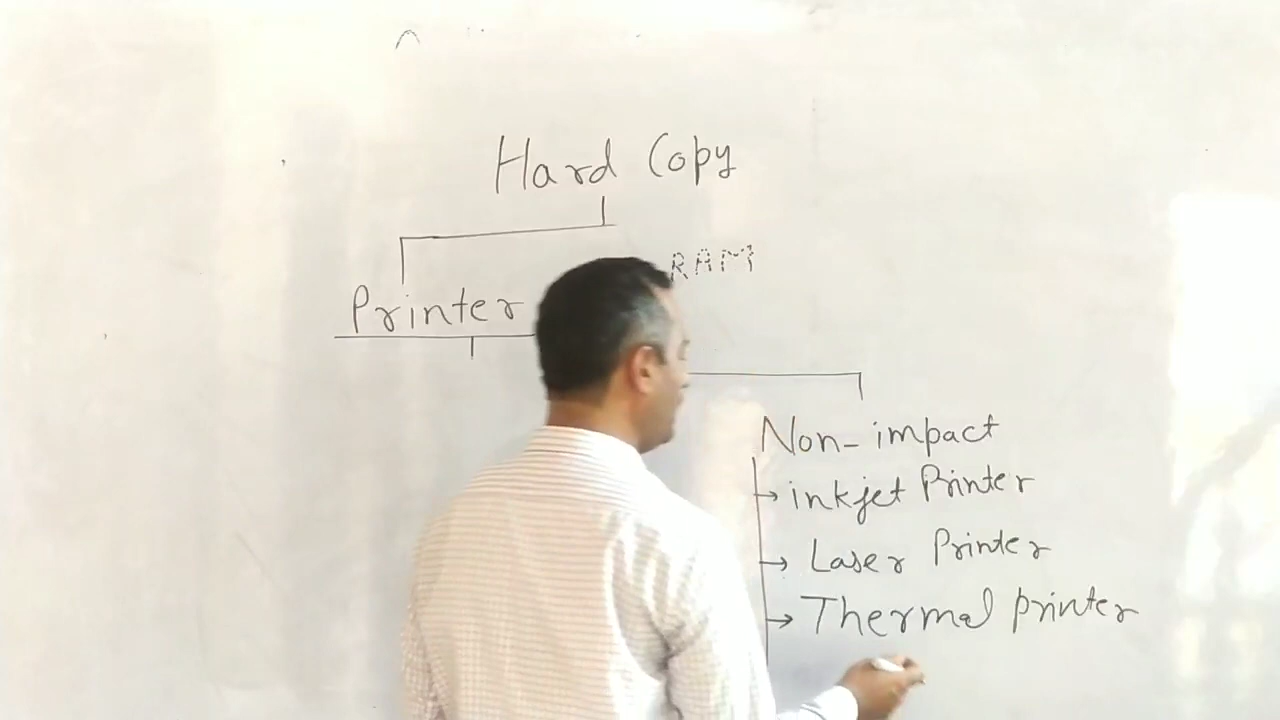 Hard Copy
RAM
Printer
Non-impact
inkjet Printer
Laser Printer
Thermal printer